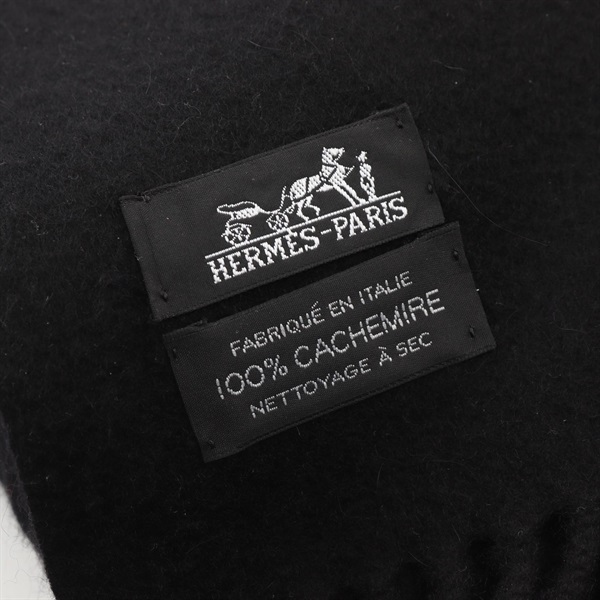 HERMÈS-PARIS
FABRIQUÉ EN ITALIE
100% CACHEMIRE
NETTOYAGE À SEC